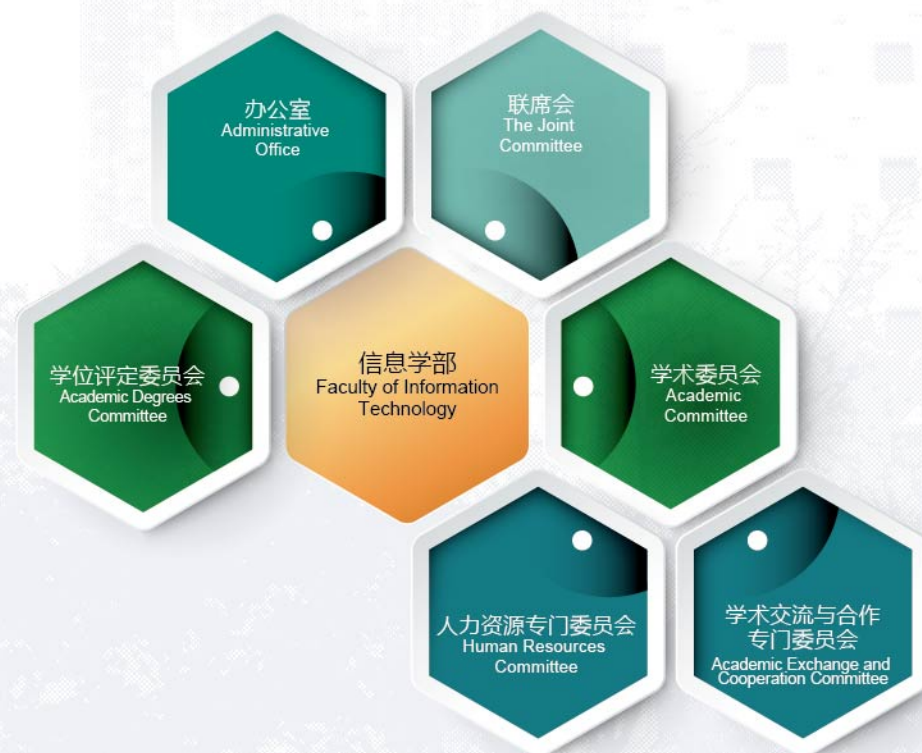 办公室
Administrative
Office
联席会
The Joint
Committee
学位评定委员会
Academic Degrees
Committee
信息学部
Faculty of Information
Technology
学术委员会
Academic
Committee
人力资源专门委员会
Human Resources
Committee
学术交流与合作
专门委员会
Academic Exchange and
Cooperation Committee